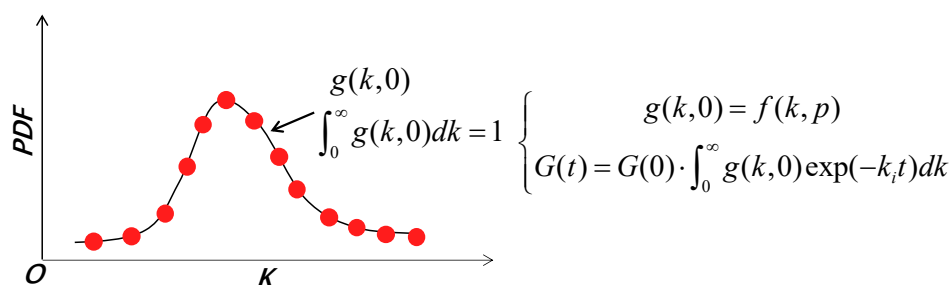 PDF
g(k,0)
∫₀^∞ g(k,0)dk = 1
g(k,0) = f(k,p)
G(t) = G(0)·∫₀^∞ g(k,0)exp(−kᵢt)dk
O
K